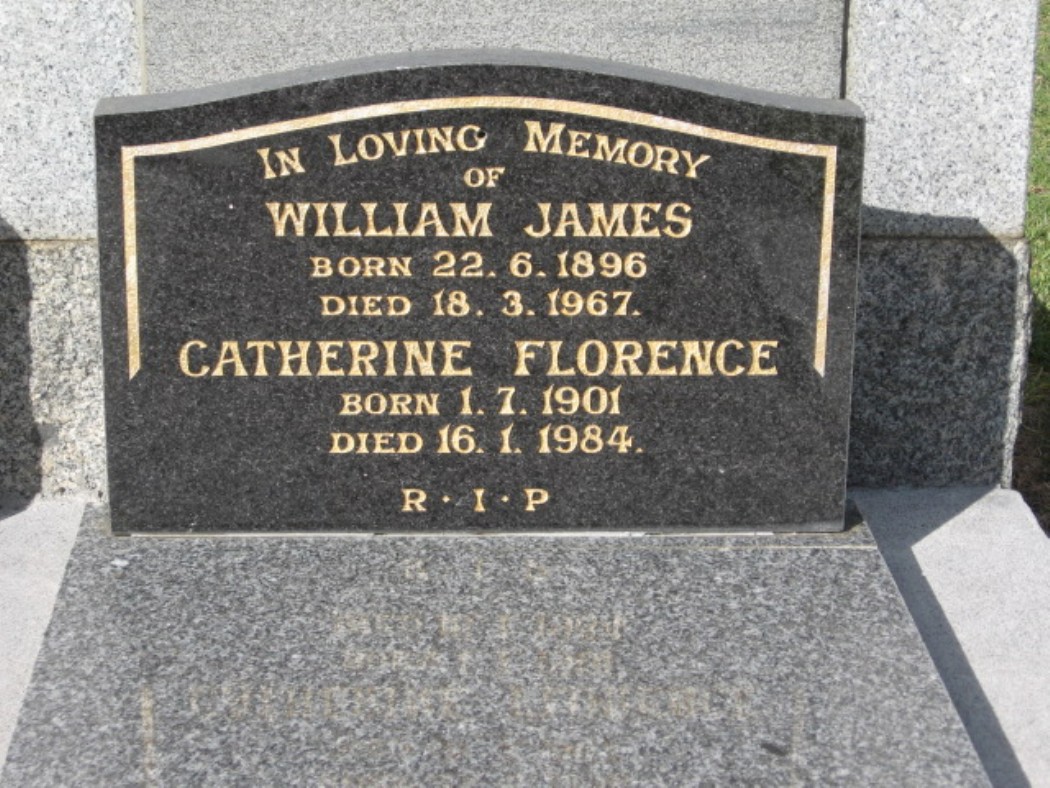 In Loving Memory
OF
WILLIAM JAMES
BORN 22. 6. 1896
DIED 18. 3. 1967.
CATHERINE FLORENCE
BORN 1. 7. 1901
DIED 16. 1. 1984.
R · I · P